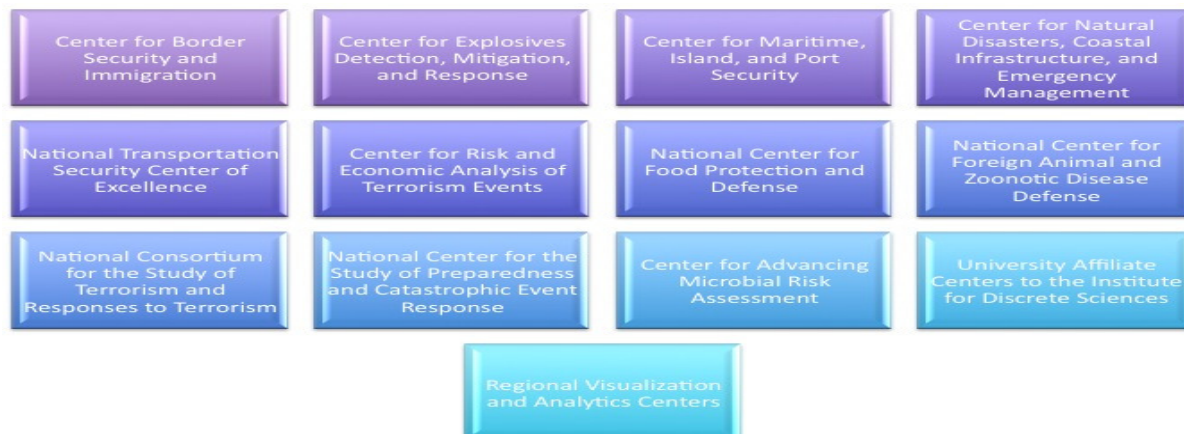 Center for Border
Security and
Immigration
Center for Explosives
Detection, Mitigation,
and Response
Center for Maritime,
Island, and Port
Security
Center for Natural
Disasters, Coastal
Infrastructure, and
Emergency
Management
National Transportation
Security Center of
Excellence
Center for Risk and
Economic Analysis of
Terrorism Events
National Center for
Food Protection and
Defense
National Center for
Foreign Animal and
Zoonotic Disease
Defense
National Consortium
for the Study of
Terrorism and
Responses to Terrorism
National Center for the
Study of Preparedness
and Catastrophic Event
Response
Center for Advancing
Microbial Risk
Assessment
University Affiliate
Centers to the Institute
for Discrete Sciences
Regional Visualization
and Analytics Centers